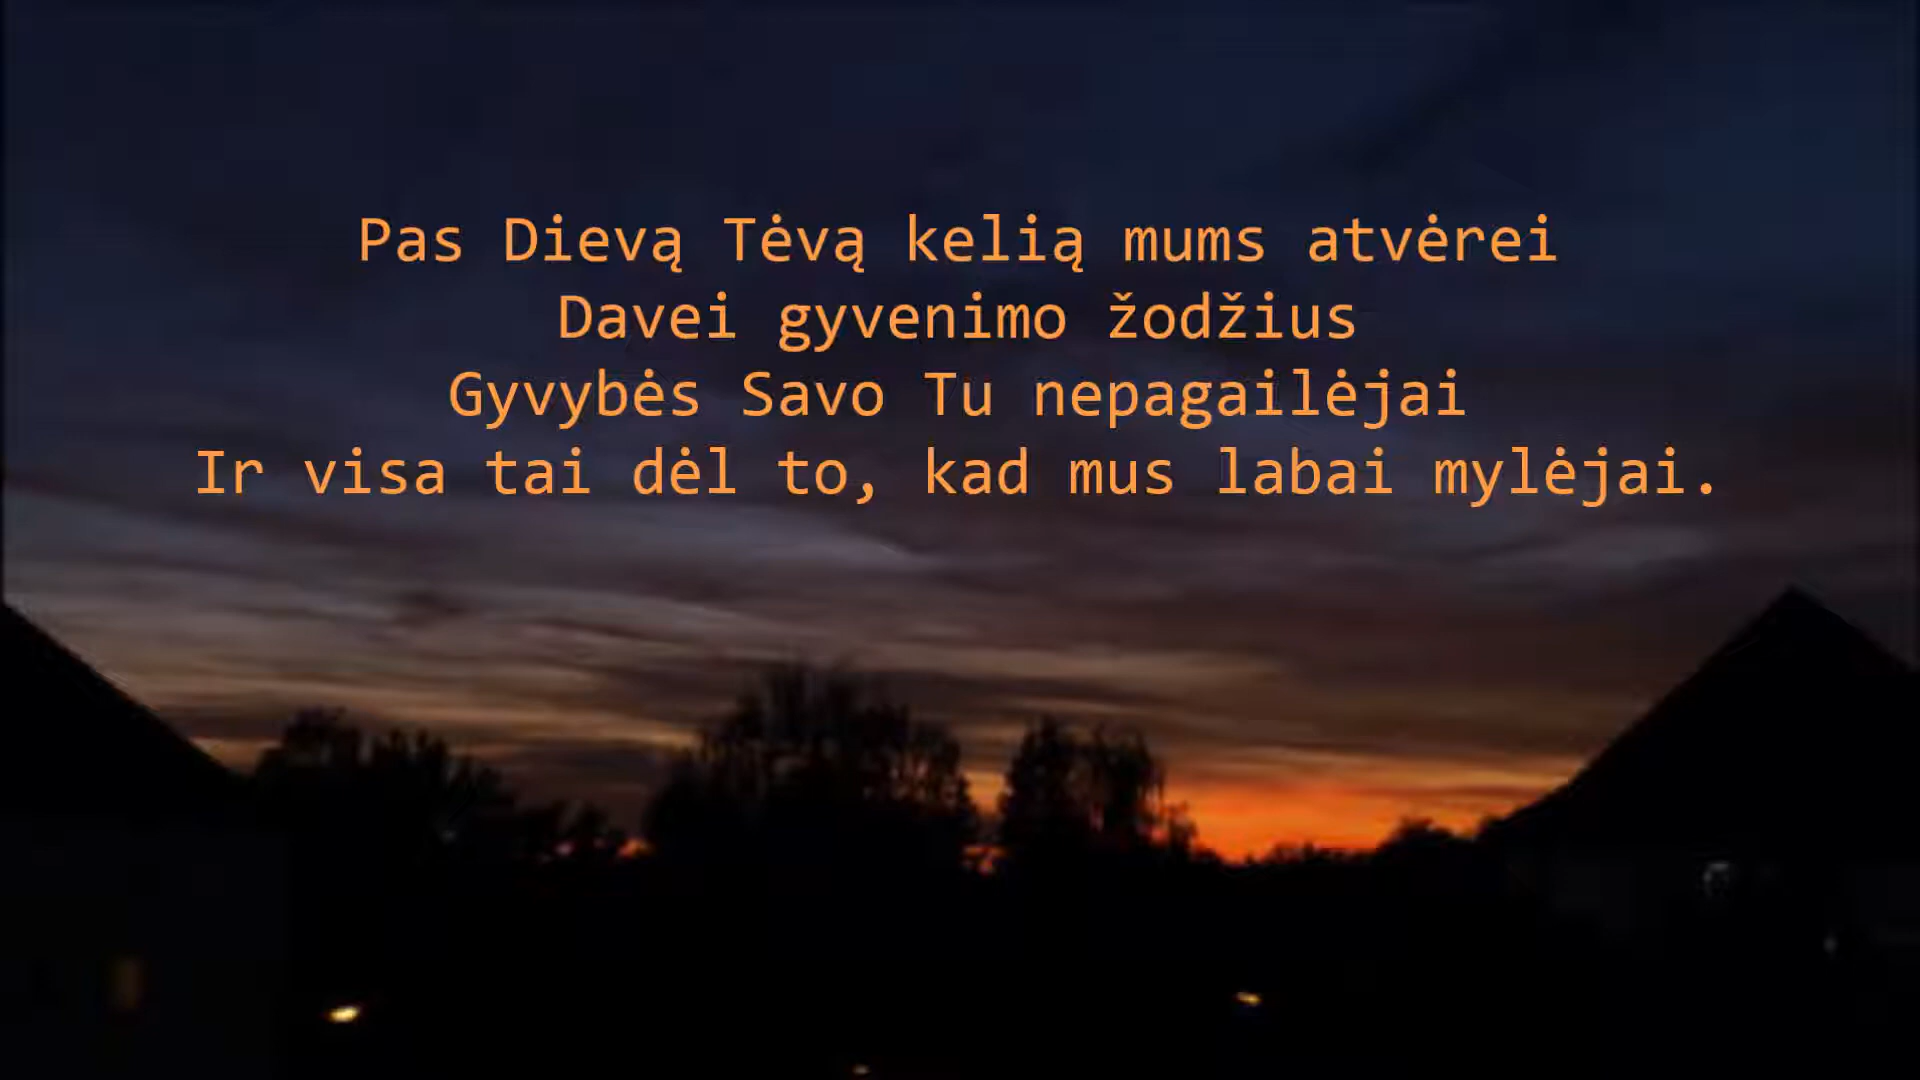 Pas Dievą Tėvą kelią mums atvėrei
Davei gyvenimo žodžius
Gyvybės Savo Tu nepagailėjai
Ir visa tai dėl to, kad mus labai mylėjai.